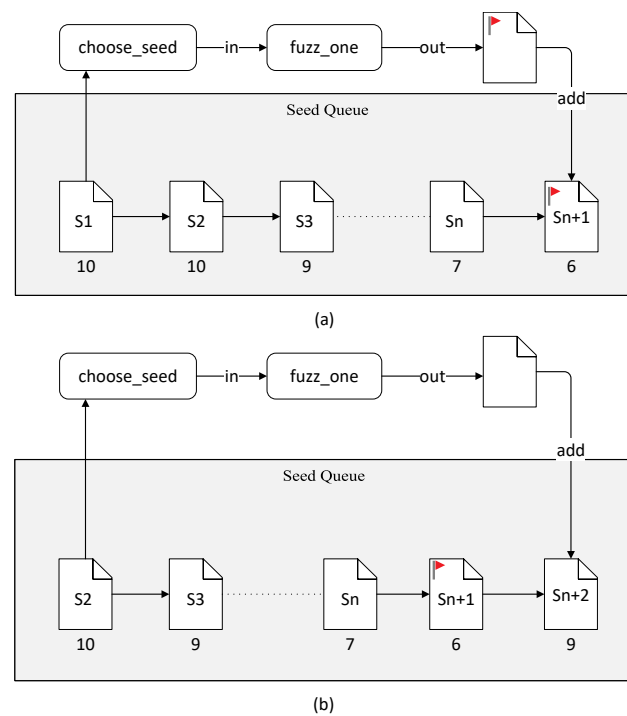 choose_seed in fuzz_one out
add
Seed Queue
S1 S2 S3 Sn Sn+1
10 10 9 7 6
(a)
choose_seed in fuzz_one out
add
Seed Queue
S2 S3 Sn Sn+1 Sn+2
10 9 7 6 9
(b)